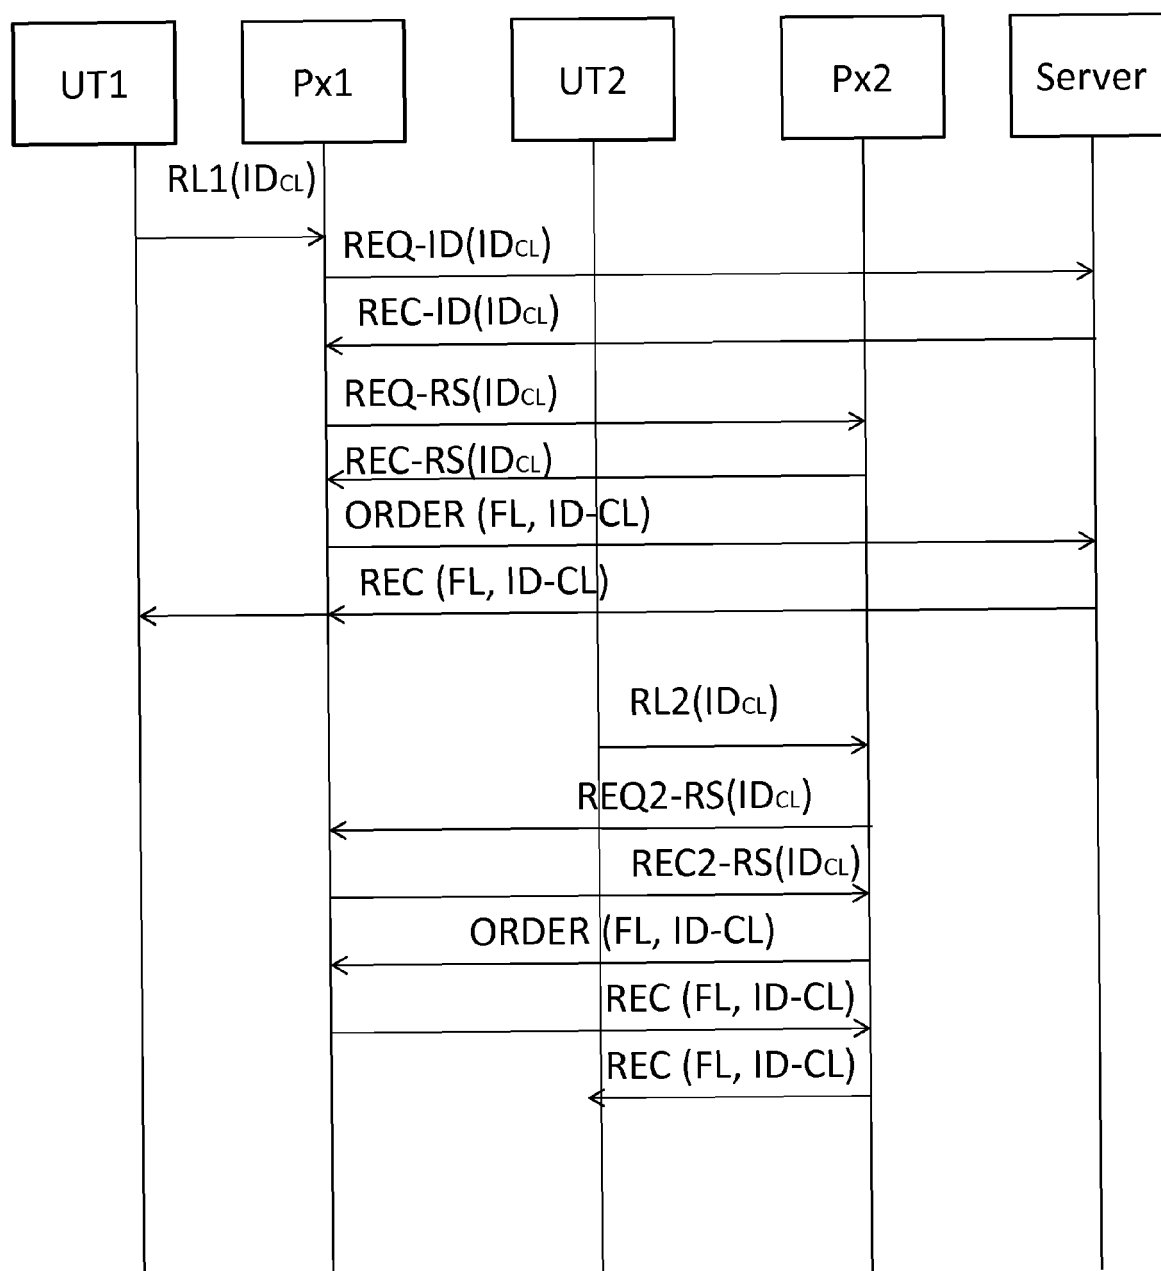 UT1 Px1 UT2 Px2 Server
RL1(IDCL)
REQ-ID(IDCL)
REC-ID(IDCL)
REQ-RS(IDCL)
REC-RS(IDCL)
ORDER (FL, ID-CL)
REC (FL, ID-CL)
RL2(IDCL)
REQ2-RS(IDCL)
REC2-RS(IDCL)
ORDER (FL, ID-CL)
REC (FL, ID-CL)
REC (FL, ID-CL)